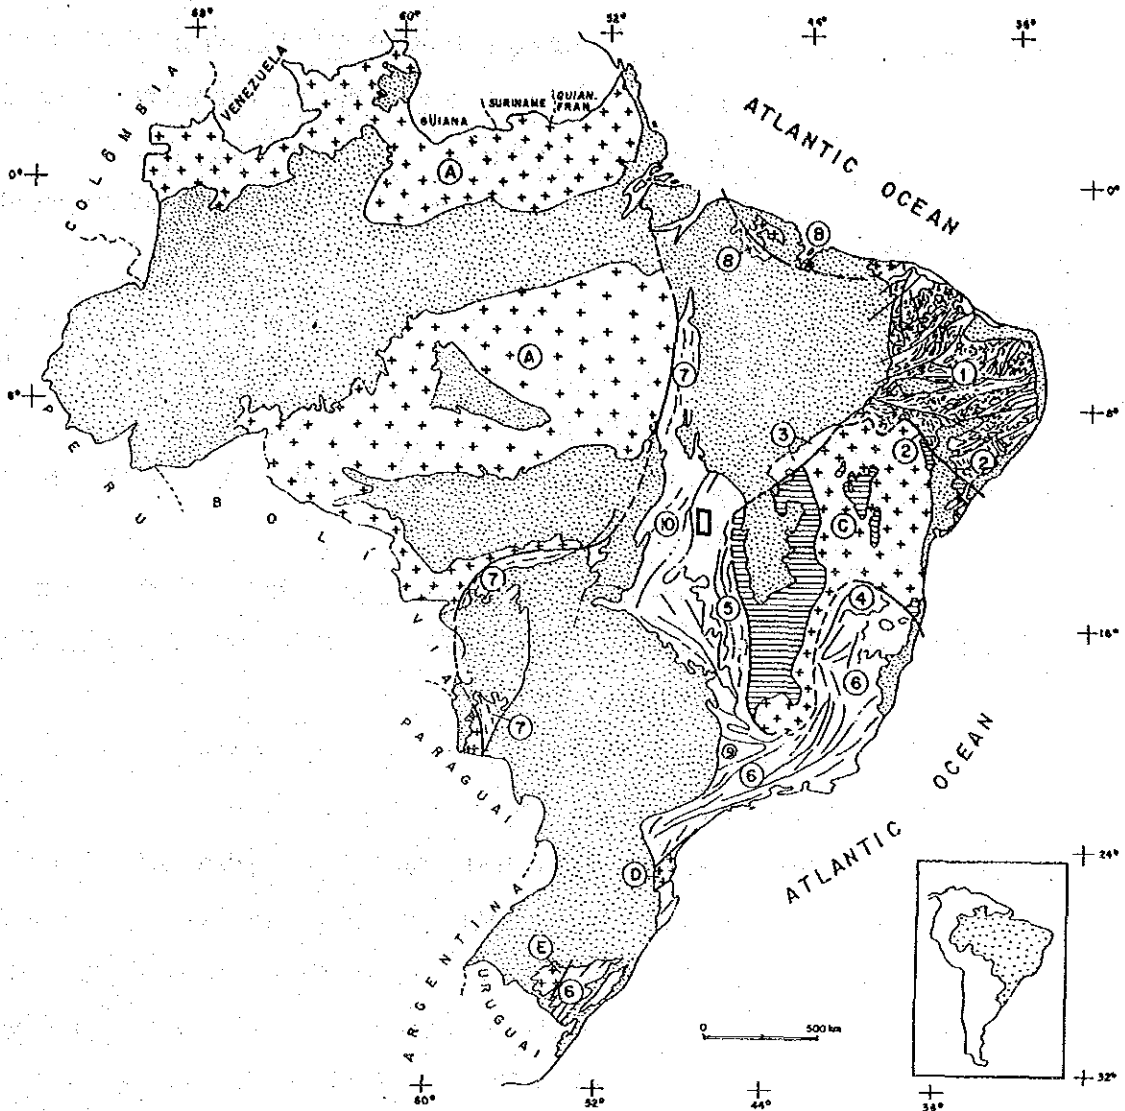 68° 60° 52° 44° 36°
COLÔMBIA
VENEZUELA
GUIANA
SURINAME
GUIAN.
FRAN.
ATLANTIC OCEAN
0°
0°
A
8
8
A
7
1
8°
8°
3
2
2
PERU
BOLÍVIA
10
C
7
5
4
16°
6
7
PARAGUAI
9
6
ATLANTIC OCEAN
24°
D
ARGENTINA
E
6
URUGUAI
0 500 km
32°
60° 52° 44° 36°